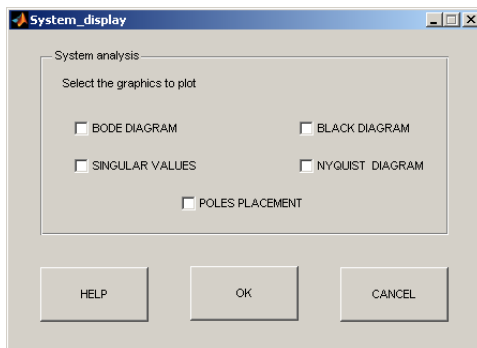 System_display
System analysis
Select the graphics to plot
BODE DIAGRAM
BLACK DIAGRAM
SINGULAR VALUES
NYQUIST DIAGRAM
POLES PLACEMENT
HELP
OK
CANCEL